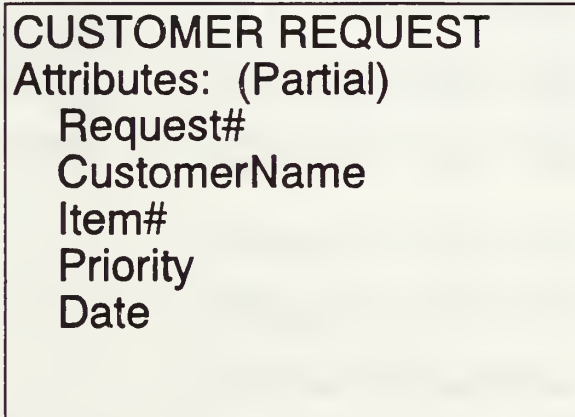 CUSTOMER REQUEST
Attributes: (Partial)
Request#
CustomerName
Item#
Priority
Date